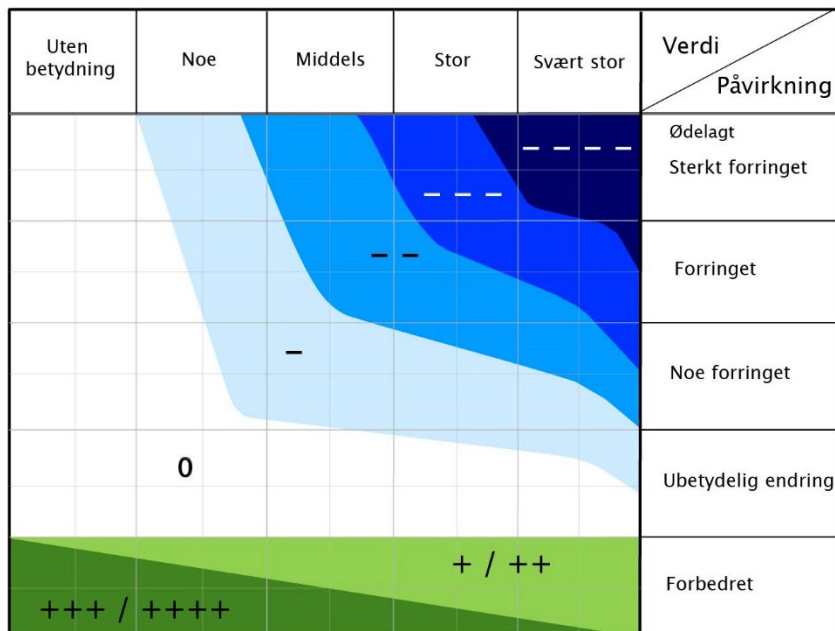 Uten
betydning
Noe
Middels
Stor
Svært stor
Verdi
Påvirkning
Ødelagt
Sterkt forringet
Forringet
Noe forringet
Ubetydelig endring
Forbedret
– – – –
– – –
– –
–
0
+ / ++
+++ / ++++